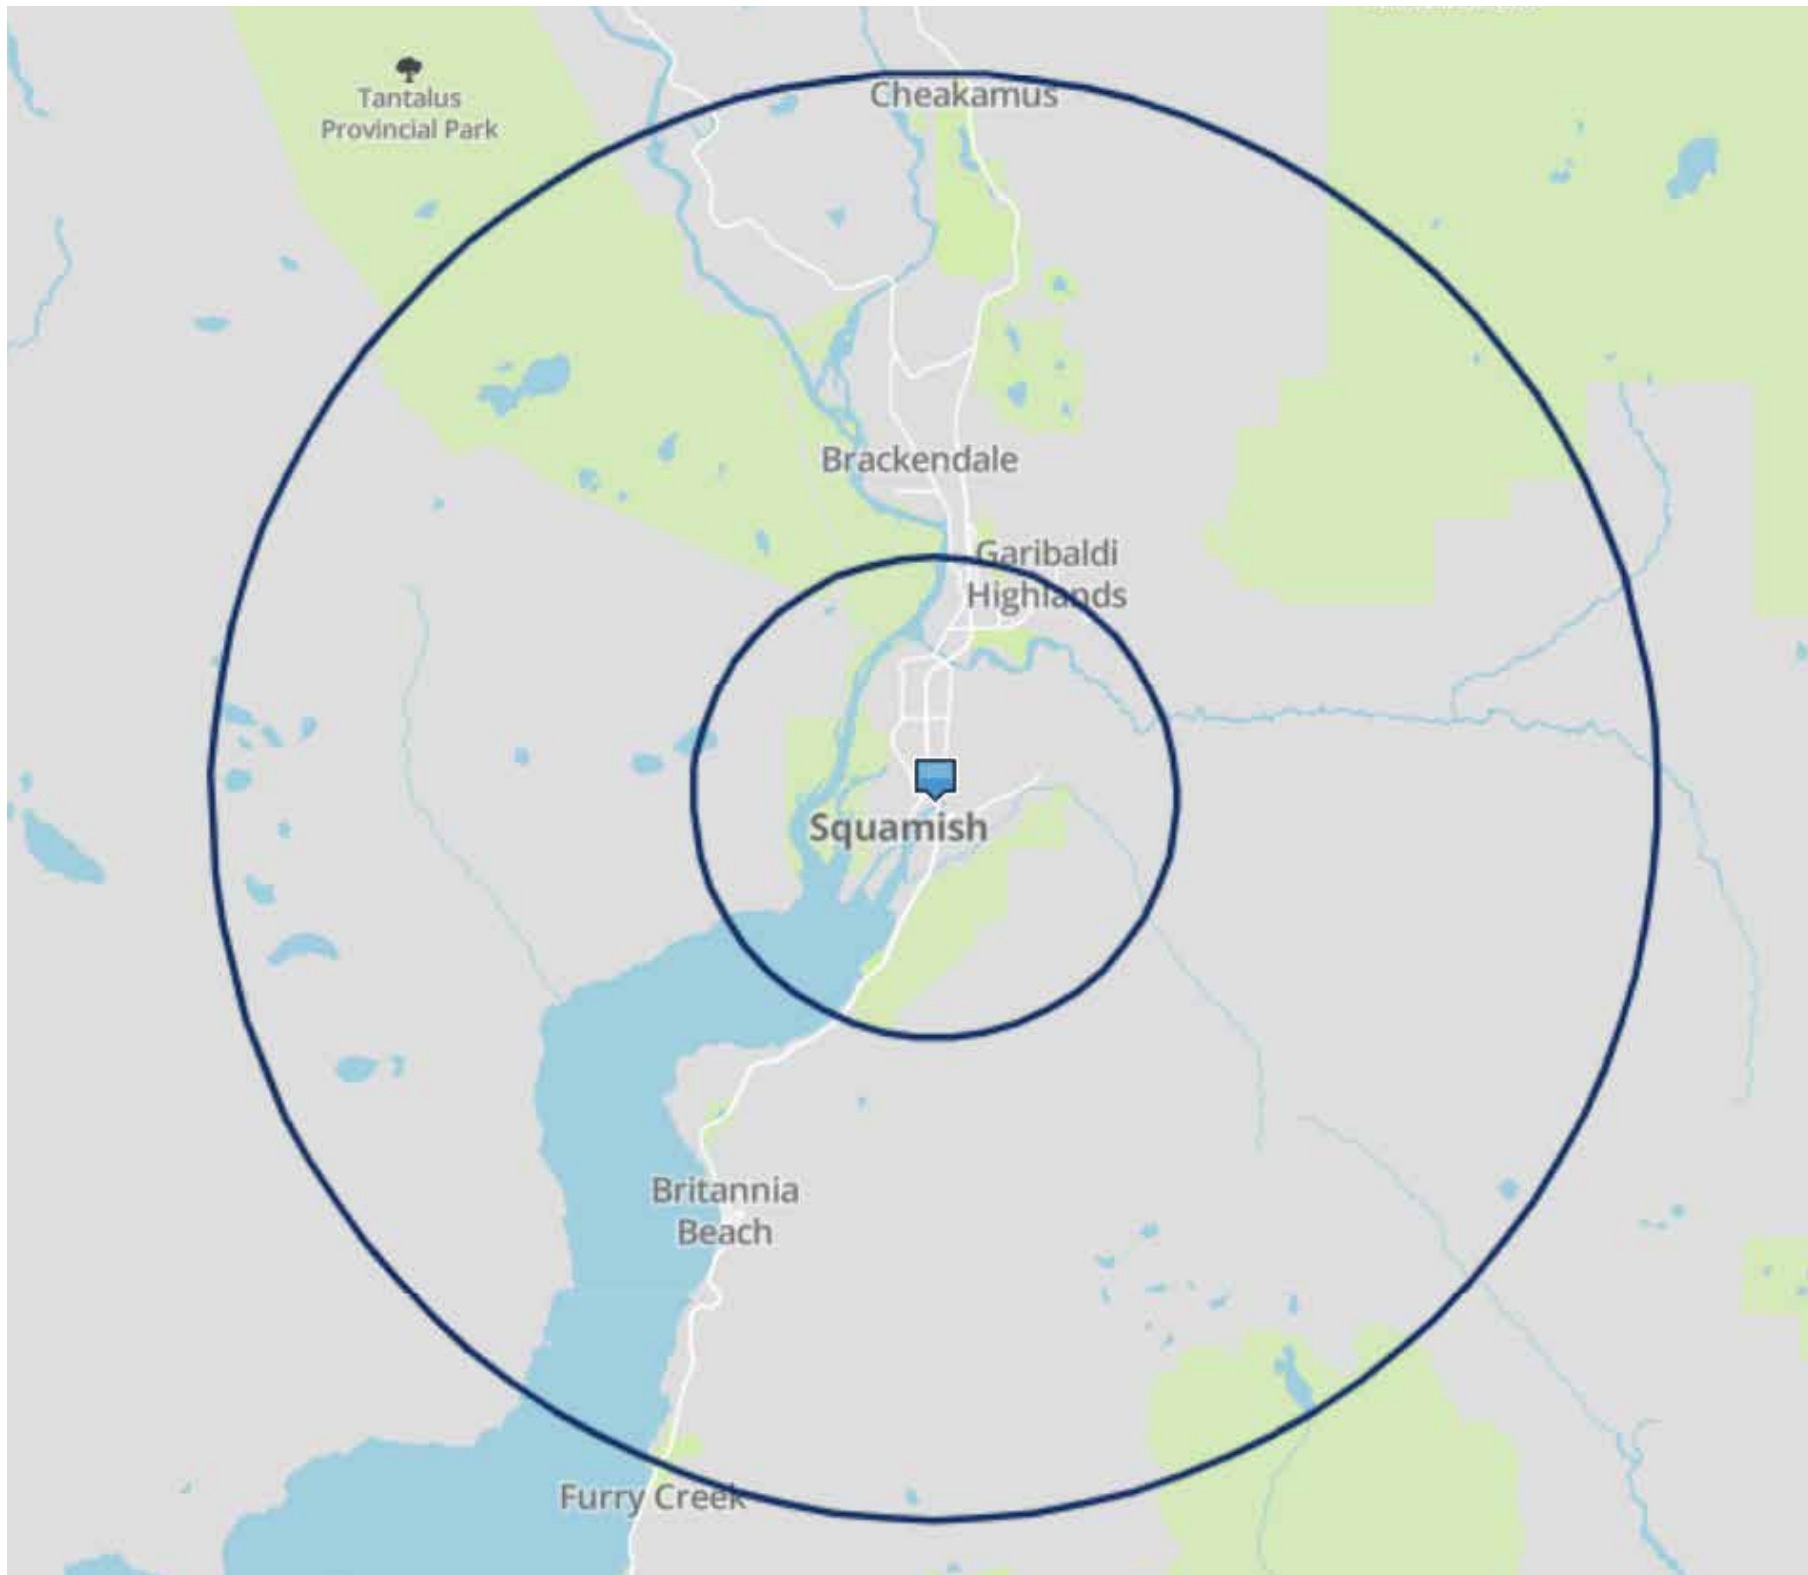 Tantalus
Provincial Park
Cheakamus
Brackendale
Garibaldi
Highlands
Squamish
Britannia
Beach
Furry Creek